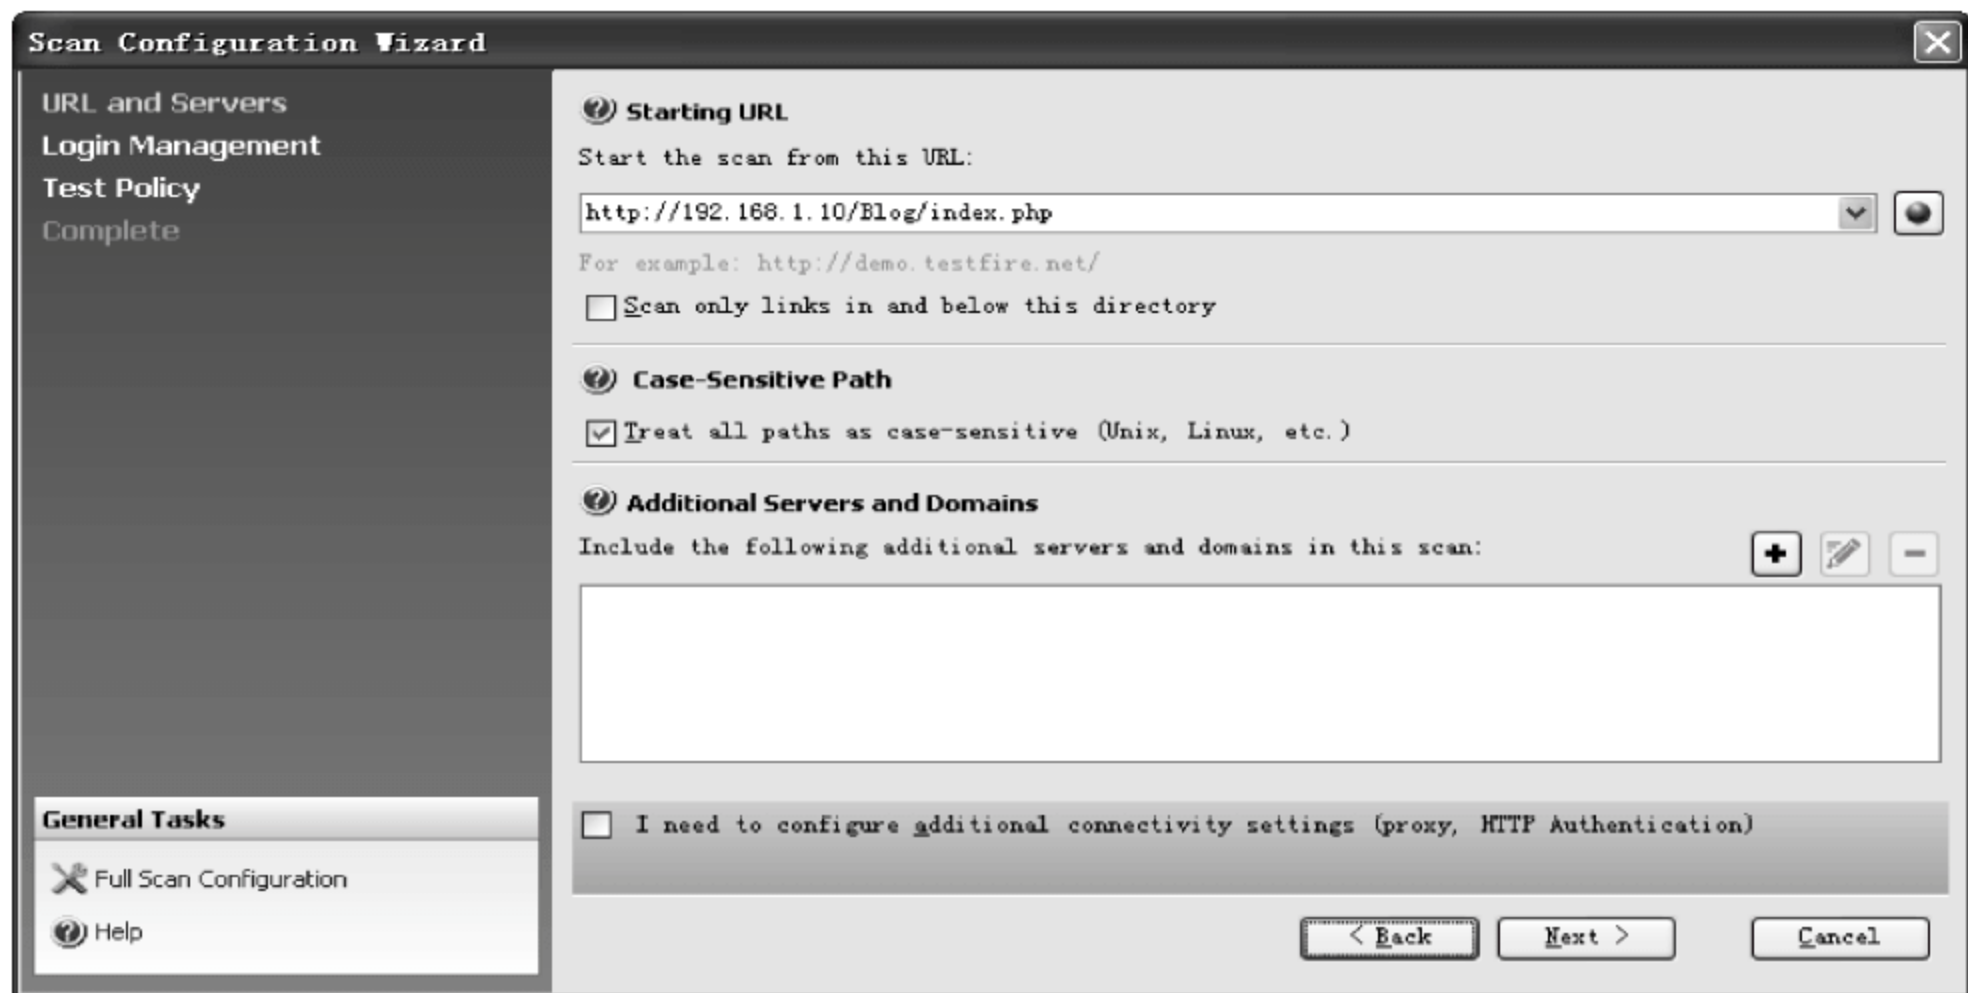 Scan Configuration Wizard
URL and Servers
Login Management
Test Policy
Complete
Starting URL
Start the scan from this URL:
http://192.168.1.10/Blog/index.php
For example: http://demo.testfire.net/
Scan only links in and below this directory
Case-Sensitive Path
Treat all paths as case-sensitive (Unix, Linux, etc.)
Additional Servers and Domains
Include the following additional servers and domains in this scan:
General Tasks
Full Scan Configuration
Help
I need to configure additional connectivity settings (proxy, HTTP Authentication)
< Back
Next >
Cancel